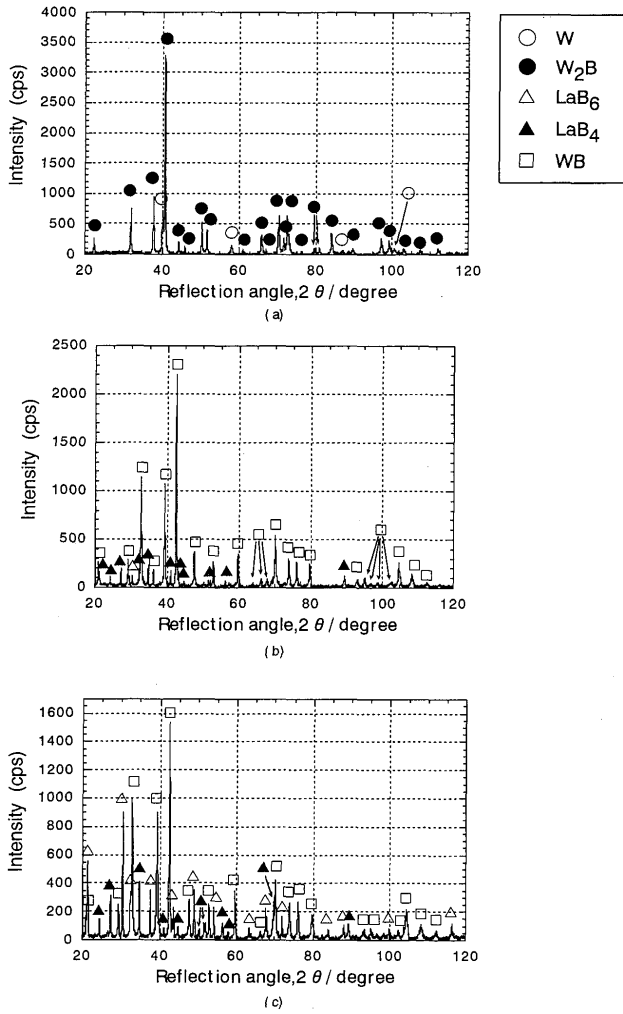 4000
3500
3000
2500
2000
1500
1000
500
0
Intensity (cps)
20 40 60 80 100 120
Reflection angle,2 θ / degree
(a)
W
W₂B
LaB₆
LaB₄
WB
2500
2000
1500
1000
500
0
Intensity (cps)
20 40 60 80 100 120
Reflection angle,2 θ / degree
(b)
1600
1400
1200
1000
800
600
400
200
0
Intensity (cps)
20 40 60 80 100 120
Reflection angle,2 θ / degree
(c)